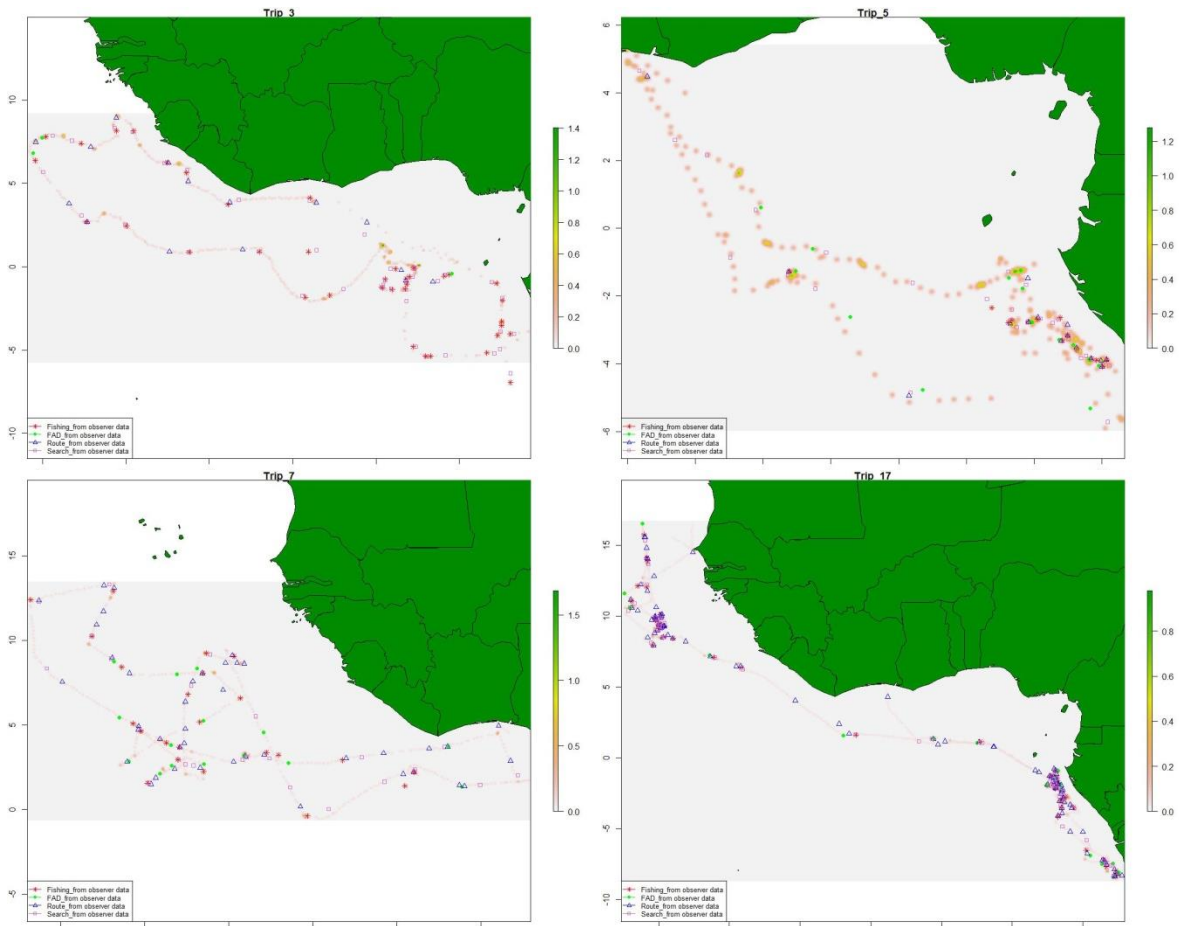 Trip_3
10
5
0
-5
-10
1.4
1.2
1.0
0.8
0.6
0.4
0.2
0.0
Fishing_from observer data
FAD_from observer data
Route_from observer data
Search_from observer data
Trip_5
6
4
2
0
-2
-4
-6
1.2
1.0
0.8
0.6
0.4
0.2
0.0
Fishing_from observer data
FAD_from observer data
Route_from observer data
Search_from observer data
Trip_7
15
10
5
0
-5
1.5
1.0
0.5
0.0
Fishing_from observer data
FAD_from observer data
Route_from observer data
Search_from observer data
Trip_17
15
10
5
0
-5
-10
0.8
0.6
0.4
0.2
0.0
Fishing_from observer data
FAD_from observer data
Route_from observer data
Search_from observer data